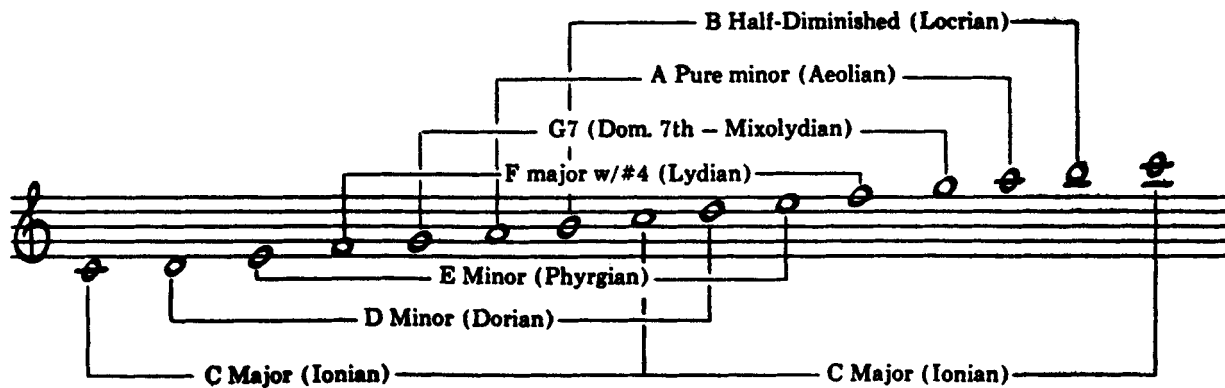 B Half-Diminished (Locrian)
A Pure minor (Aeolian)
G7 (Dom. 7th – Mixolydian)
F major w/#4 (Lydian)
E Minor (Phyrgian)
D Minor (Dorian)
C Major (Ionian) C Major (Ionian)